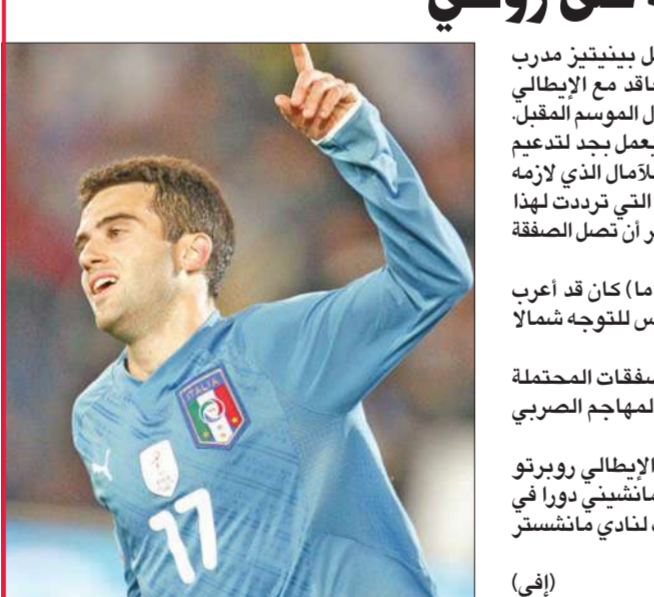 ل بينيتيز مدرب
اقد مع الإيطالي
ل الموسم المقبل.
يعمل بجد لتدعيم
للآمال الذي لازمه
التي ترددت لهذا
ر أن تصل الصفقة
ما) كان قد أعرب
س للتوجه شمالا
صفقات المحتملة
لمهاجم الصربي
الإيطالي روبرتو
مانشيني دورا في
لنادي مانشستر
(إفي)
ITALIA
17